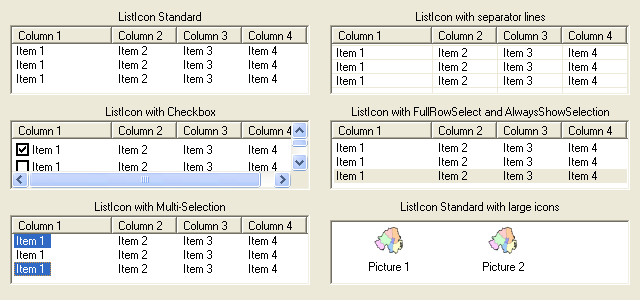 ListIcon Standard
Column 1 Column 2 Column 3 Column 4
Item 1 Item 2 Item 3 Item 4
Item 1 Item 2 Item 3 Item 4
Item 1 Item 2 Item 3 Item 4
ListIcon with separator lines
Column 1 Column 2 Column 3 Column 4
Item 1 Item 2 Item 3 Item 4
Item 1 Item 2 Item 3 Item 4
Item 1 Item 2 Item 3 Item 4
ListIcon with Checkbox
Column 1 Column 2 Column 3 Column 4
Item 1 Item 2 Item 3 Item 4
Item 1 Item 2 Item 3 Item 4
ListIcon with FullRowSelect and AlwaysShowSelection
Column 1 Column 2 Column 3 Column 4
Item 1 Item 2 Item 3 Item 4
Item 1 Item 2 Item 3 Item 4
Item 1 Item 2 Item 3 Item 4
ListIcon with Multi-Selection
Column 1 Column 2 Column 3 Column 4
Item 1 Item 2 Item 3 Item 4
Item 1 Item 2 Item 3 Item 4
Item 1 Item 2 Item 3 Item 4
ListIcon Standard with large icons
Picture 1 Picture 2